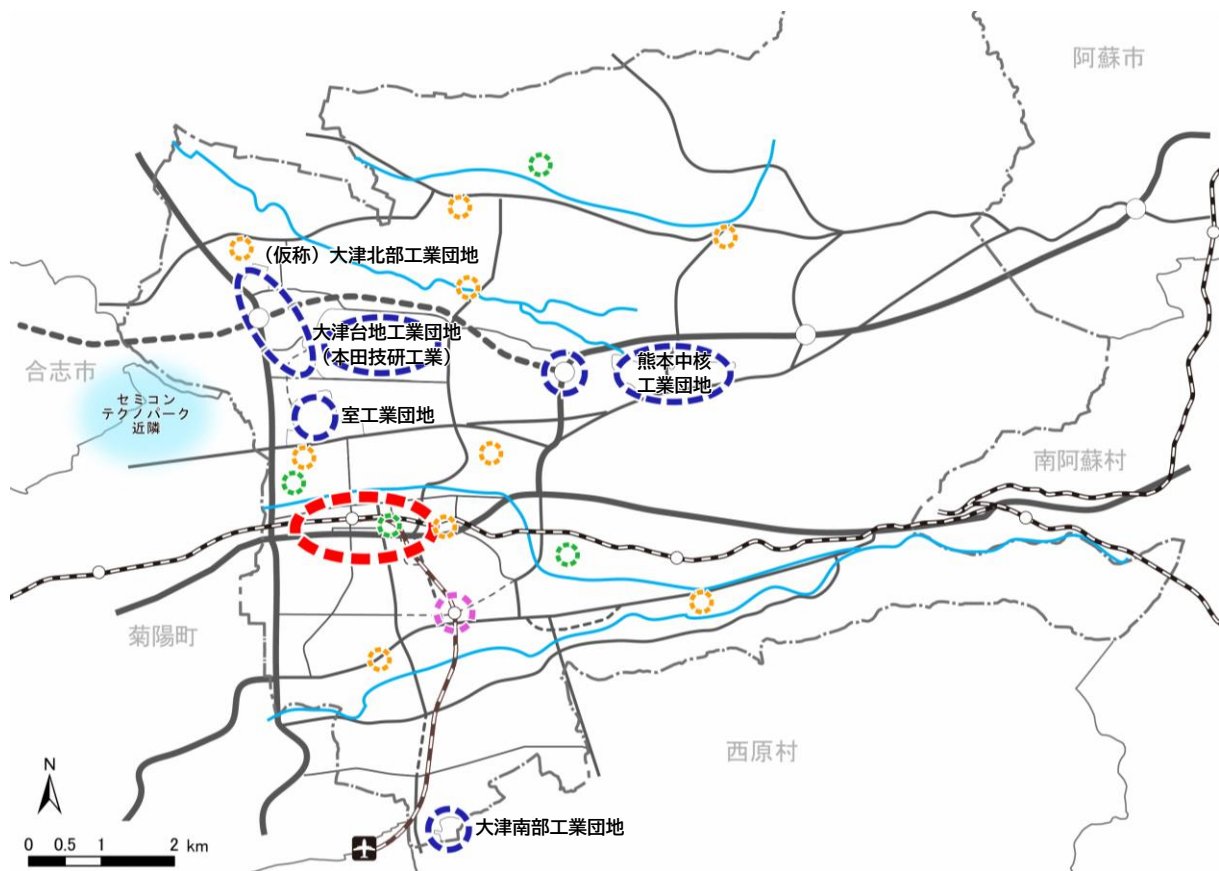 阿蘇市
（仮称）大津北部工業団地
大津台地工業団地
（本田技研工業）
熊本中核
工業団地
合志市
セミコン
テクノパーク
近隣
室工業団地
南阿蘇村
菊陽町
西原村
N
大津南部工業団地
0 0.5 1 2 km